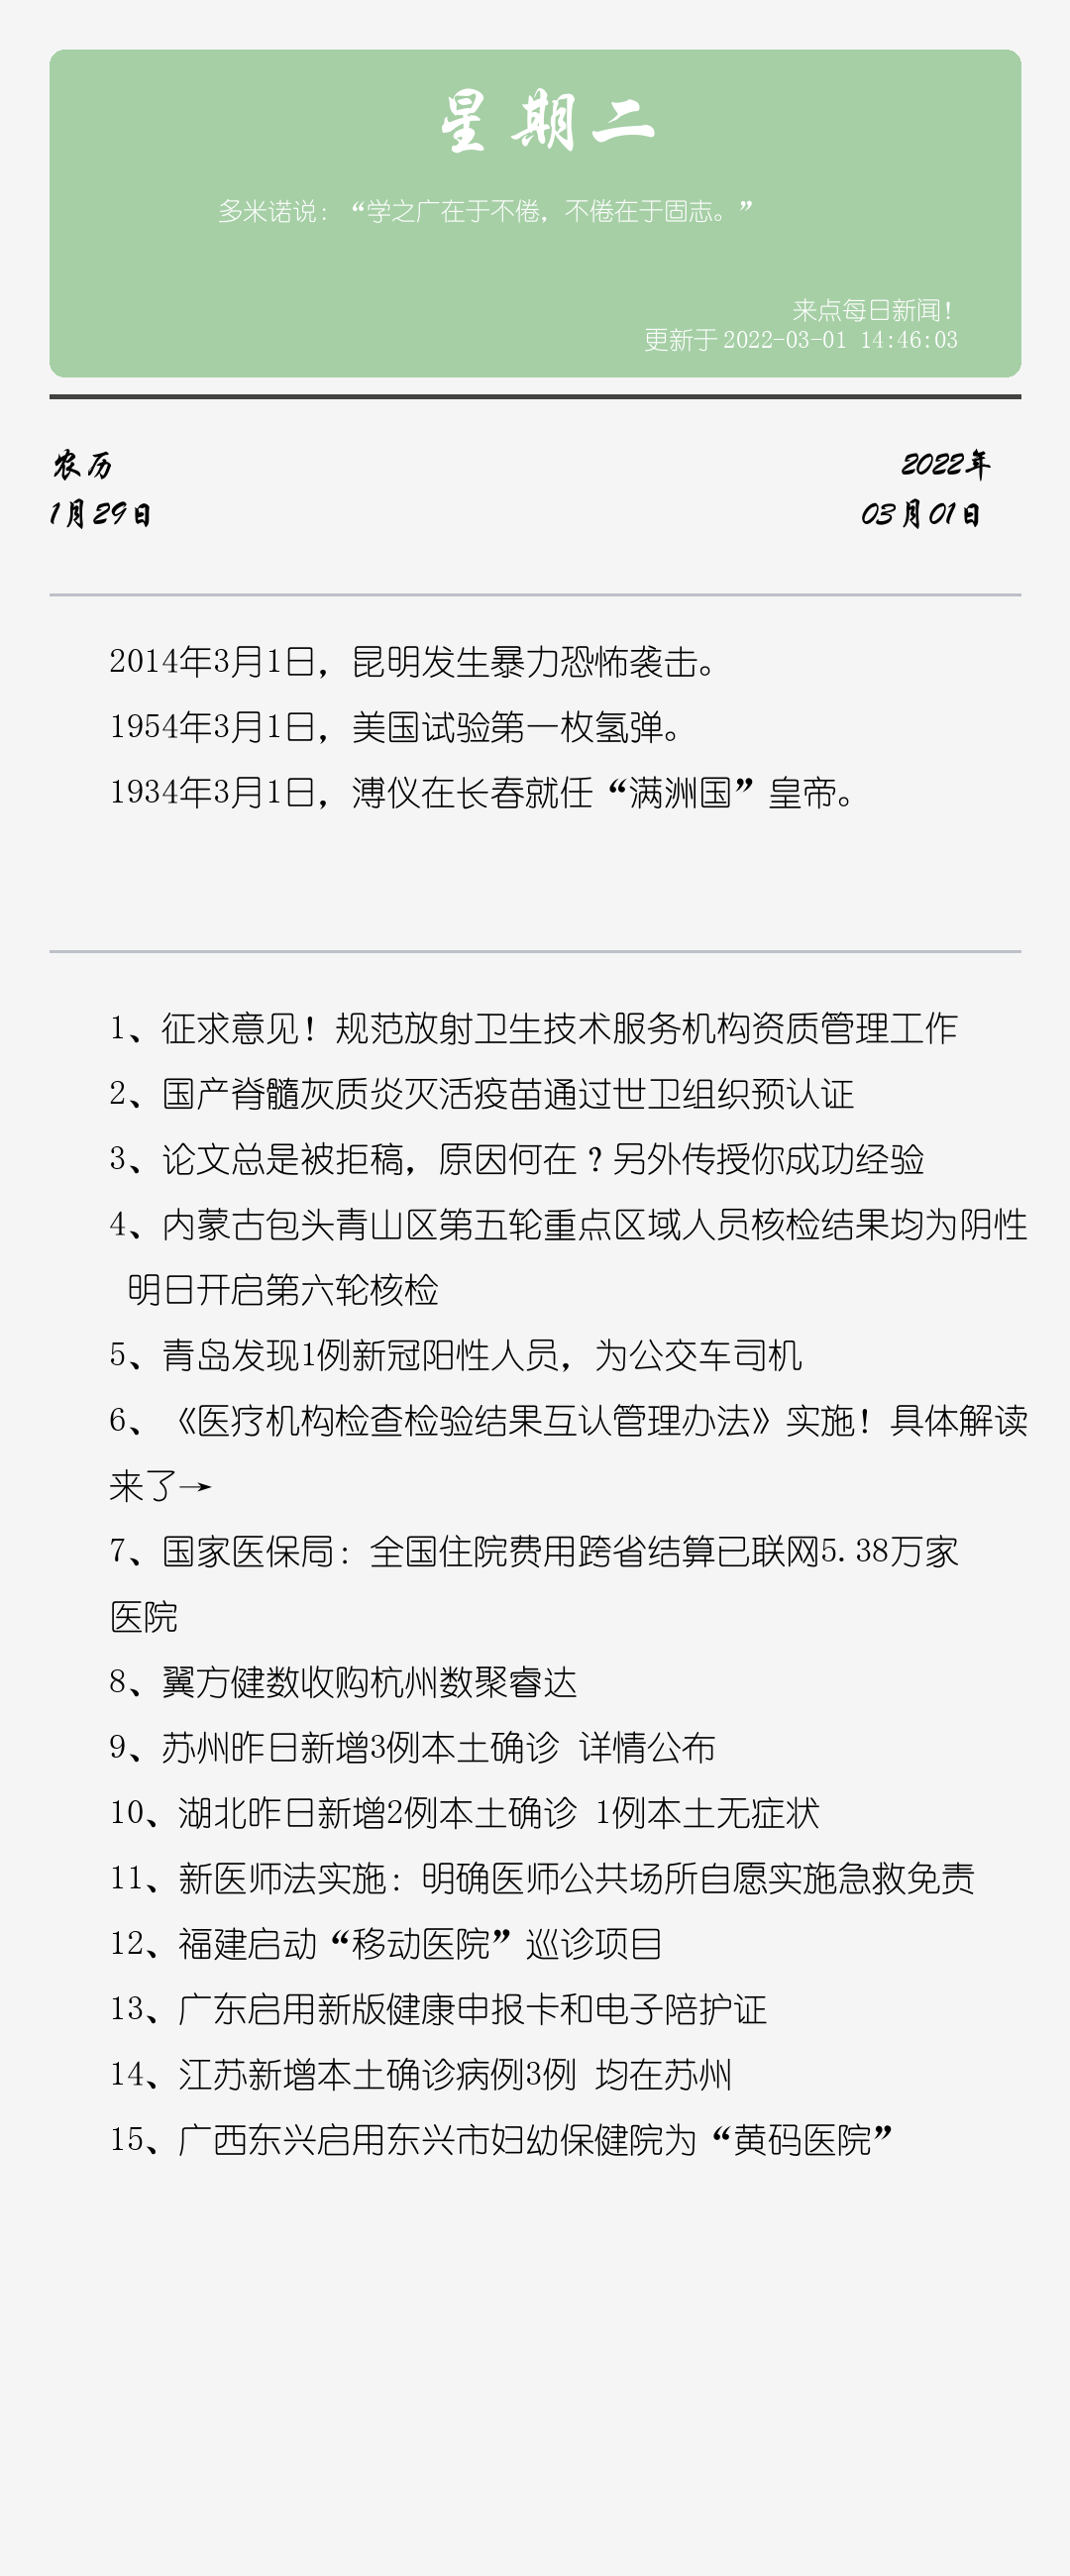 星期二
多米诺说：“学之广在于不倦，不倦在于固志。”
来点每日新闻！
更新于2022-03-01 14:46:03
农历
2022年
1月29日
03月01日
2014年3月1日，昆明发生暴力恐怖袭击。
1954年3月1日，美国试验第一枚氢弹。
1934年3月1日，溥仪在长春就任“满洲国”皇帝。
1、征求意见！规范放射卫生技术服务机构资质管理工作
2、国产脊髓灰质炎灭活疫苗通过世卫组织预认证
3、论文总是被拒稿，原因何在？另外传授你成功经验
4、内蒙古包头青山区第五轮重点区域人员核检结果均为阴性
明日开启第六轮核检
5、青岛发现1例新冠阳性人员，为公交车司机
6、《医疗机构检查检验结果互认管理办法》实施！具体解读
来了→
7、国家医保局：全国住院费用跨省结算已联网5.38万家
医院
8、翼方健数收购杭州数聚睿达
9、苏州昨日新增3例本土确诊 详情公布
10、湖北昨日新增2例本土确诊 1例本土无症状
11、新医师法实施：明确医师公共场所自愿实施急救免责
12、福建启动“移动医院”巡诊项目
13、广东启用新版健康申报卡和电子陪护证
14、江苏新增本土确诊病例3例 均在苏州
15、广西东兴启用东兴市妇幼保健院为“黄码医院”